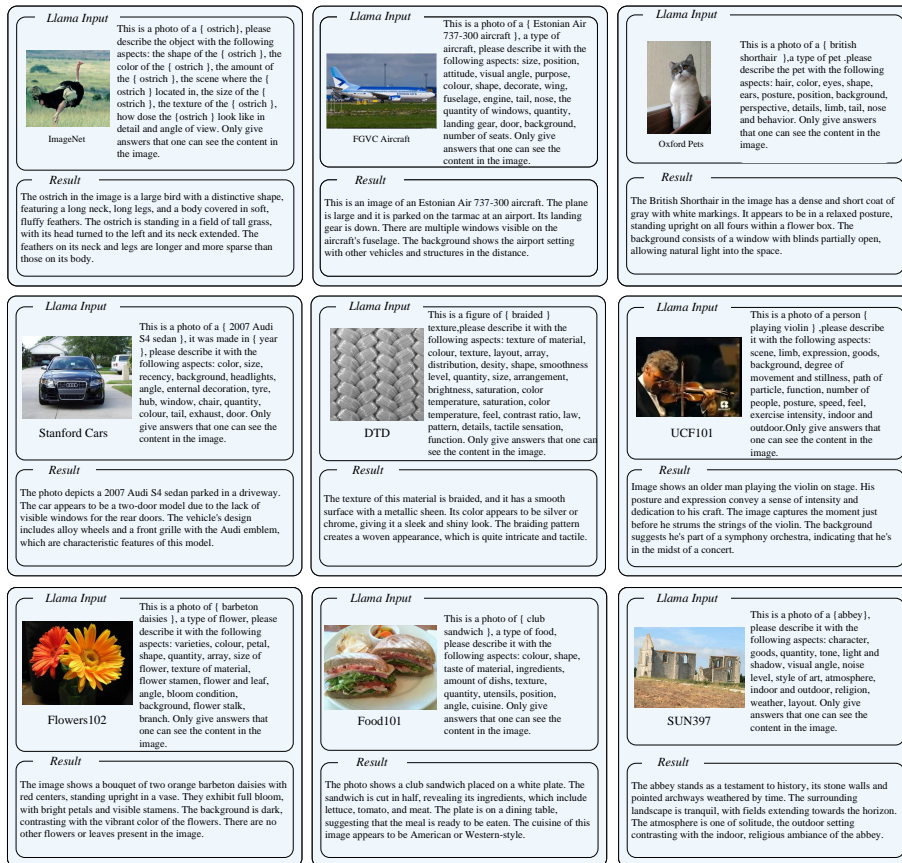 Llama Input
This is a photo of a { ostrich}, please
describe the object with the following
aspects: the shape of the { ostrich }, the
color of the { ostrich }, the amount of
the { ostrich }, the scene where the {
ostrich } located in, the size of the {
ostrich }, the texture of the { ostrich },
how dose the {ostrich } look like in
detail and angle of view. Only give
answers that one can see the content in
the image.
ImageNet
Result
The ostrich in the image is a large bird with a distinctive shape,
featuring a long neck, long legs, and a body covered in soft,
fluffy feathers. The ostrich is standing in a field of tall grass,
with its head turned to the left and its neck extended. The
feathers on its neck and legs are longer and more sparse than
those on its body.
Llama Input
This is a photo of a { Estonian Air
737-300 aircraft }, a type of
aircraft, please describe it with the
following aspects: size, position,
attitude, visual angle, purpose,
colour, shape, decorate, wing,
fuselage, engine, tail, nose, the
quantity of windows, quantity,
landing gear, door, background,
number of seats. Only give
answers that one can see the
content in the image.
FGVC Aircraft
Result
This is an image of an Estonian Air 737-300 aircraft. The plane
is large and it is parked on the tarmac at an airport. Its landing
gear is down. There are multiple windows visible on the
aircraft's fuselage. The background shows the airport setting
with other vehicles and structures in the distance.
Llama Input
This is a photo of a { british
shorthair },a type of pet .please
describe the pet with the following
aspects: hair, color, eyes, shape,
ears, posture, position, background,
perspective, details, limb, tail, nose
and behavior. Only give answers
that one can see the content in the
image.
Oxford Pets
Result
The British Shorthair in the image has a dense and short coat of
gray with white markings. It appears to be in a relaxed posture,
standing upright on all fours within a flower box. The
background consists of a window with blinds partially open,
allowing natural light into the space.
Llama Input
This is a photo of a { 2007 Audi
S4 sedan }, it was made in { year
}, please describe it with the
following aspects: color, size,
recency, background, headlights,
angle, enternal decoration, tyre,
hub, window, chair, quantity,
colour, tail, exhaust, door. Only
give answers that one can see the
content in the image.
Stanford Cars
Result
The photo depicts a 2007 Audi S4 sedan parked in a driveway.
The car appears to be a two-door model due to the lack of
visible windows for the rear doors. The vehicle's design
includes alloy wheels and a front grille with the Audi emblem,
which are characteristic features of this model.
Llama Input
This is a figure of { braided }
texture,please describe it with the
following aspects: texture of material,
colour, texture, layout, array,
distribution, desity, shape, smoothness
level, quantity, size, arrangement,
brightness, saturation, color
temperature, saturation, color
temperature, feel, contrast ratio, law,
pattern, details, tactile sensation,
function. Only give answers that one can
see the content in the image.
DTD
Result
The texture of this material is braided, and it has a smooth
surface with a metallic sheen. Its color appears to be silver or
chrome, giving it a sleek and shiny look. The braiding pattern
creates a woven appearance, which is quite intricate and tactile.
Llama Input
This is a photo of a person {
playing violin } ,please describe
it with the following aspects:
scene, limb, expression, goods,
background, degree of
movement and stillness, path of
particle, function, number of
people, posture, speed, feel,
exercise intensity, indoor and
outdoor.Only give answers that
one can see the content in the
image.
UCF101
Result
Image shows an older man playing the violin on stage. His
posture and expression convey a sense of intensity and
dedication to his craft. The image captures the moment just
before he strums the strings of the violin. The background
suggests he's part of a symphony orchestra, indicating that he's
in the midst of a concert.
Llama Input
This is a photo of { barbeton
daisies }, a type of flower, please
describe it with the following
aspects: varieties, colour, petal,
shape, quantity, array, size of
flower, texture of material,
flower stamen, flower and leaf,
angle, bloom condition,
background, flower stalk,
branch. Only give answers that
one can see the content in the
image.
Flowers102
Result
The image shows a bouquet of two orange barbeton daisies with
red centers, standing upright in a vase. They exhibit full bloom,
with bright petals and visible stamens. The background is dark,
contrasting with the vibrant color of the flowers. There are no
other flowers or leaves present in the image.
Llama Input
This is a photo of { club
sandwich }, a type of food,
please describe it with the
following aspects: colour, shape,
taste of material, ingredients,
amount of dishs, texture,
quantity, utensils, position,
angle, cuisine. Only give
answers that one can see the
content in the image.
Food101
Result
The photo shows a club sandwich placed on a white plate. The
sandwich is cut in half, revealing its ingredients, which include
lettuce, tomato, and meat. The plate is on a dining table,
suggesting that the meal is ready to be eaten. The cuisine of this
image appears to be American or Western-style.
Llama Input
This is a photo of a {abbey},
please describe it with the
following aspects: character,
goods, quantity, tone, light and
shadow, visual angle, noise
level, style of art, atmosphere,
indoor and outdoor, religion,
weather, layout. Only give
answers that one can see the
content in the image.
SUN397
Result
The abbey stands as a testament to history, its stone walls and
pointed archways weathered by time. The surrounding
landscape is tranquil, with fields extending towards the horizon.
The atmosphere is one of solitude, the outdoor setting
contrasting with the indoor, religious ambiance of the abbey.